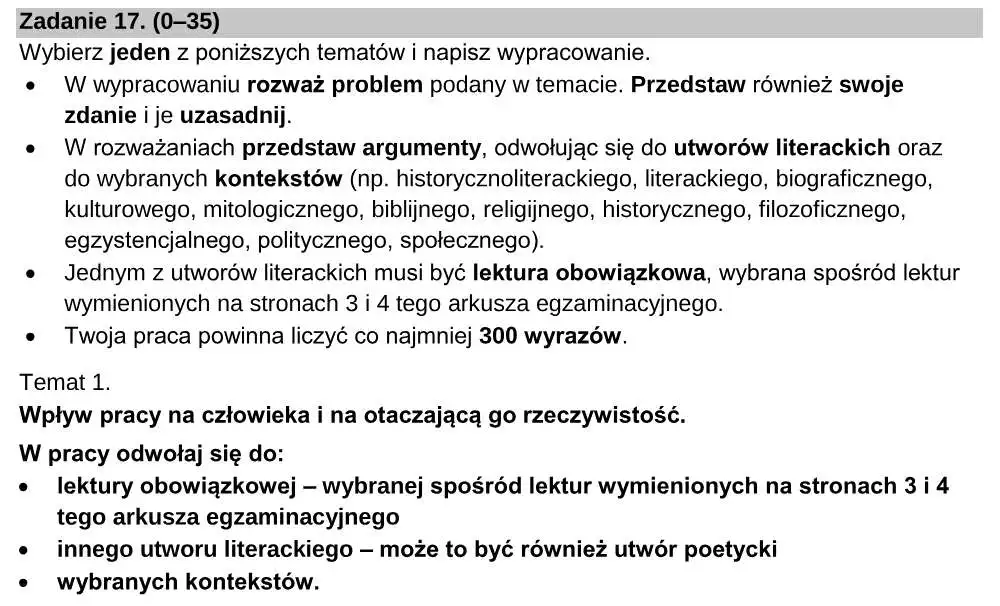 Zadanie 17. (0–35)
Wybierz jeden z poniższych tematów i napisz wypracowanie.
• W wypracowaniu rozważ problem podany w temacie. Przedstaw również swoje
zdanie i je uzasadnij.
• W rozważaniach przedstaw argumenty, odwołując się do utworów literackich oraz
do wybranych kontekstów (np. historycznoliterackiego, literackiego, biograficznego,
kulturowego, mitologicznego, biblijnego, religijnego, historycznego, filozoficznego,
egzystencjalnego, politycznego, społecznego).
• Jednym z utworów literackich musi być lektura obowiązkowa, wybrana spośród lektur
wymienionych na stronach 3 i 4 tego arkusza egzaminacyjnego.
• Twoja praca powinna liczyć co najmniej 300 wyrazów.
Temat 1.
Wpływ pracy na człowieka i na otaczającą go rzeczywistość.
W pracy odwołaj się do:
• lektury obowiązkowej – wybranej spośród lektur wymienionych na stronach 3 i 4
tego arkusza egzaminacyjnego
• innego utworu literackiego – może to być również utwór poetycki
• wybranych kontekstów.